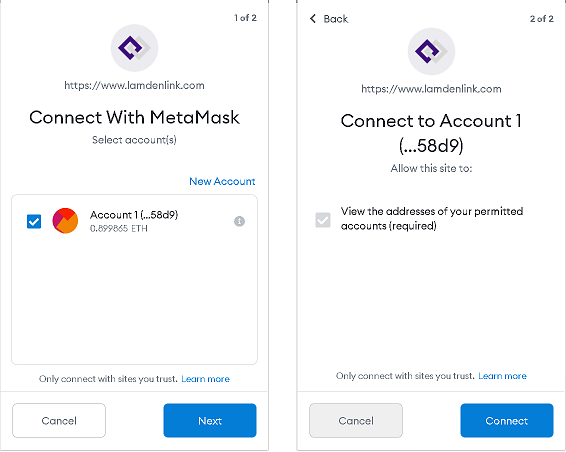 1 of 2
https://www.lamdenlink.com
Connect With MetaMask
Select account(s)
New Account
Account 1 (...58d9)
0.899865 ETH
Only connect with sites you trust. Learn more
Cancel
Next
Back
2 of 2
https://www.lamdenlink.com
Connect to Account 1
(...58d9)
Allow this site to:
View the addresses of your permitted
accounts (required)
Only connect with sites you trust. Learn more
Cancel
Connect